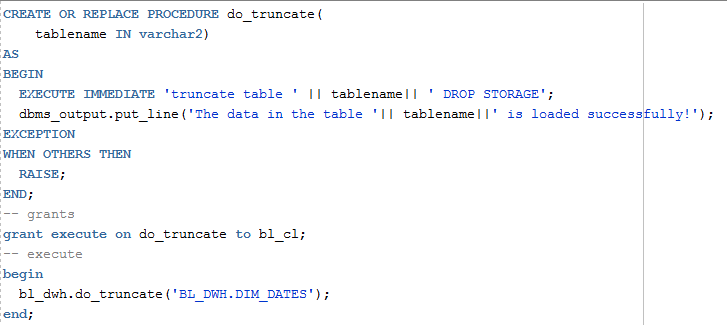 CREATE OR REPLACE PROCEDURE do_truncate(
    tablename IN varchar2)
AS
BEGIN
  EXECUTE IMMEDIATE 'truncate table ' || tablename|| ' DROP STORAGE';
  dbms_output.put_line('The data in the table '|| tablename||' is loaded successfully!');
EXCEPTION
WHEN OTHERS THEN
  RAISE;
END;
-- grants
grant execute on do_truncate to bl_cl;
-- execute
begin
  bl_dwh.do_truncate('BL_DWH.DIM_DATES');
end;